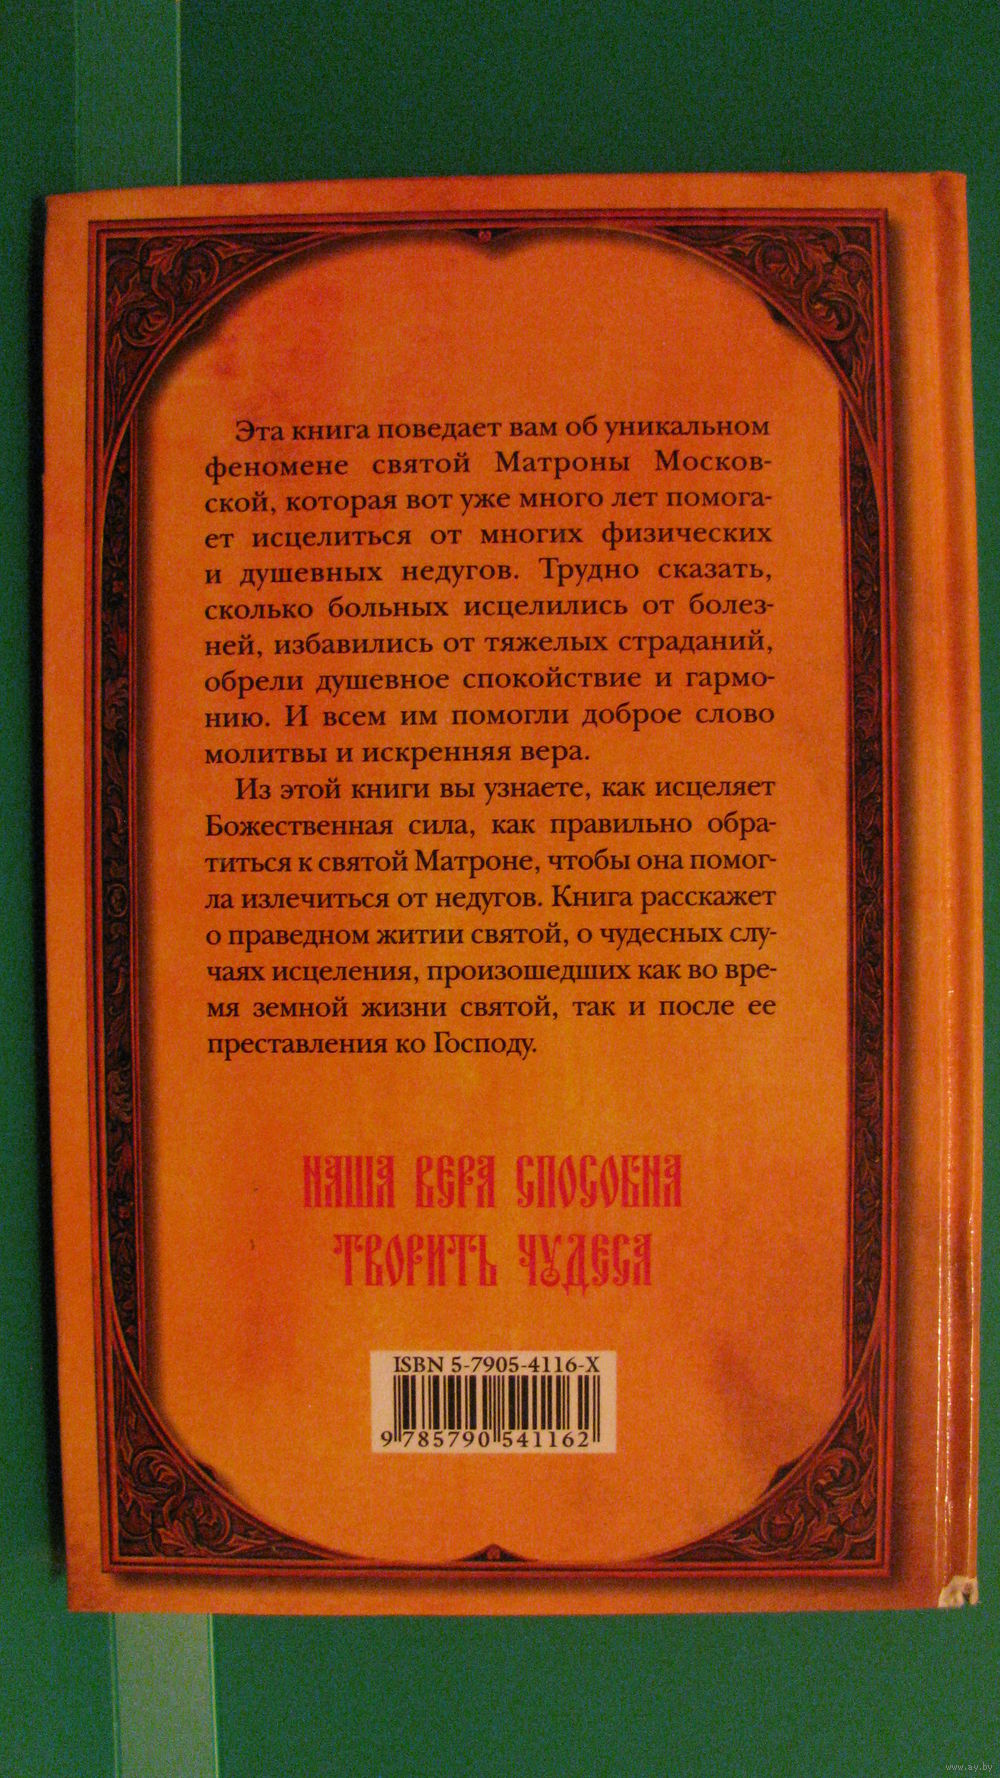 Эта книга поведает вам об уникальном
феномене святой Матроны Москов-
ской, которая вот уже много лет помога-
ет исцелиться от многих физических
и душевных недугов. Трудно сказать,
сколько больных исцелились от болез-
ней, избавились от тяжелых страданий,
обрели душевное спокойствие и гармо-
нию. И всем им помогли доброе слово
молитвы и искренняя вера.
Из этой книги вы узнаете, как исцеляет
Божественная сила, как правильно обра-
титься к святой Матроне, чтобы она помог-
ла излечиться от недугов. Книга расскажет
о праведном житии святой, о чудесных слу-
чаях исцеления, произошедших как во вре-
мя земной жизни святой, так и после ее
преставления ко Господу.
НАША ВЕРА СПОСОБНА
ТВОРИТЬ ЧУДЕСА
ISBN 5-7905-4116-X
9 785790 541162
www.ay.by